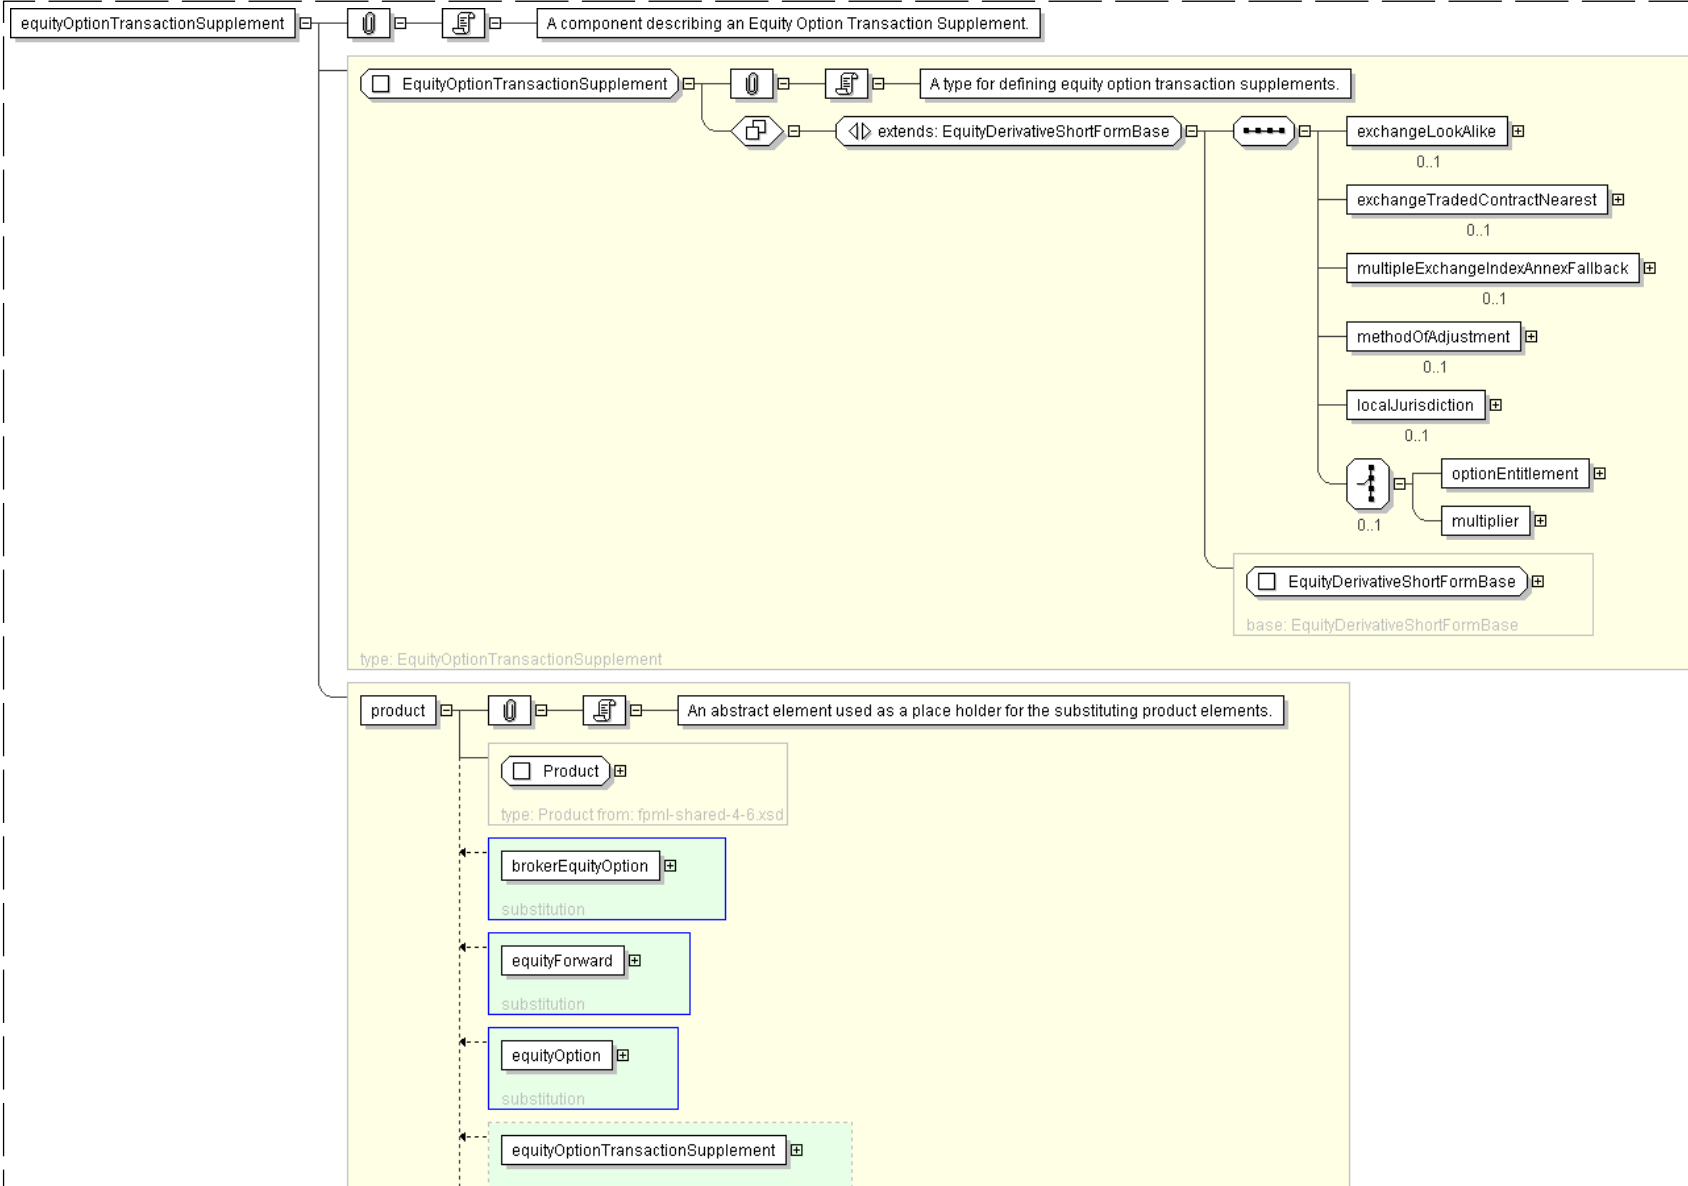 equityOptionTransactionSupplement
A component describing an Equity Option Transaction Supplement.
EquityOptionTransactionSupplement
A type for defining equity option transaction supplements.
extends: EquityDerivativeShortFormBase
exchangeLookAlike
0..1
exchangeTradedContractNearest
0..1
multipleExchangeIndexAnnexFallback
0..1
methodOfAdjustment
0..1
localJurisdiction
0..1
optionEntitlement
multiplier
0..1
EquityDerivativeShortFormBase
base: EquityDerivativeShortFormBase
type: EquityOptionTransactionSupplement
product
An abstract element used as a place holder for the substituting product elements.
Product
type: Product from: fpml-shared-4-6.xsd
brokerEquityOption
substitution
equityForward
substitution
equityOption
substitution
equityOptionTransactionSupplement